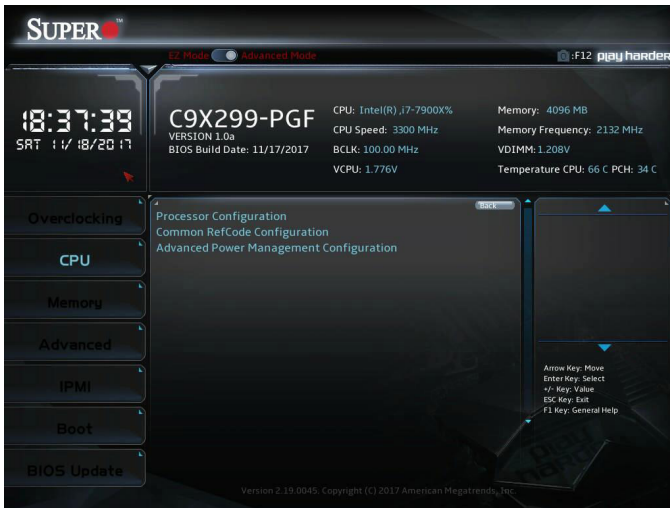 SUPER
EZ Mode Advanced Mode
:F12 play harder
18:37:39
SAT 11/18/2017
C9X299-PGF
VERSION 1.0a
BIOS Build Date: 11/17/2017
CPU: Intel(R) ,i7-7900X%
CPU Speed: 3300 MHz
BCLK: 100.00 MHz
VCPU: 1.776V
Memory: 4096 MB
Memory Frequency: 2132 MHz
VDIMM: 1.208V
Temperature CPU: 66 C PCH: 34 C
Overclocking
CPU
Memory
Advanced
IPMI
Boot
BIOS Update
Back
Processor Configuration
Common RefCode Configuration
Advanced Power Management Configuration
Arrow Key: Move
Enter Key: Select
+/- Key: Value
ESC Key: Exit
F1 Key: General Help
play
harder
Version 2.19.0045. Copyright (C) 2017 American Megatrends, Inc.